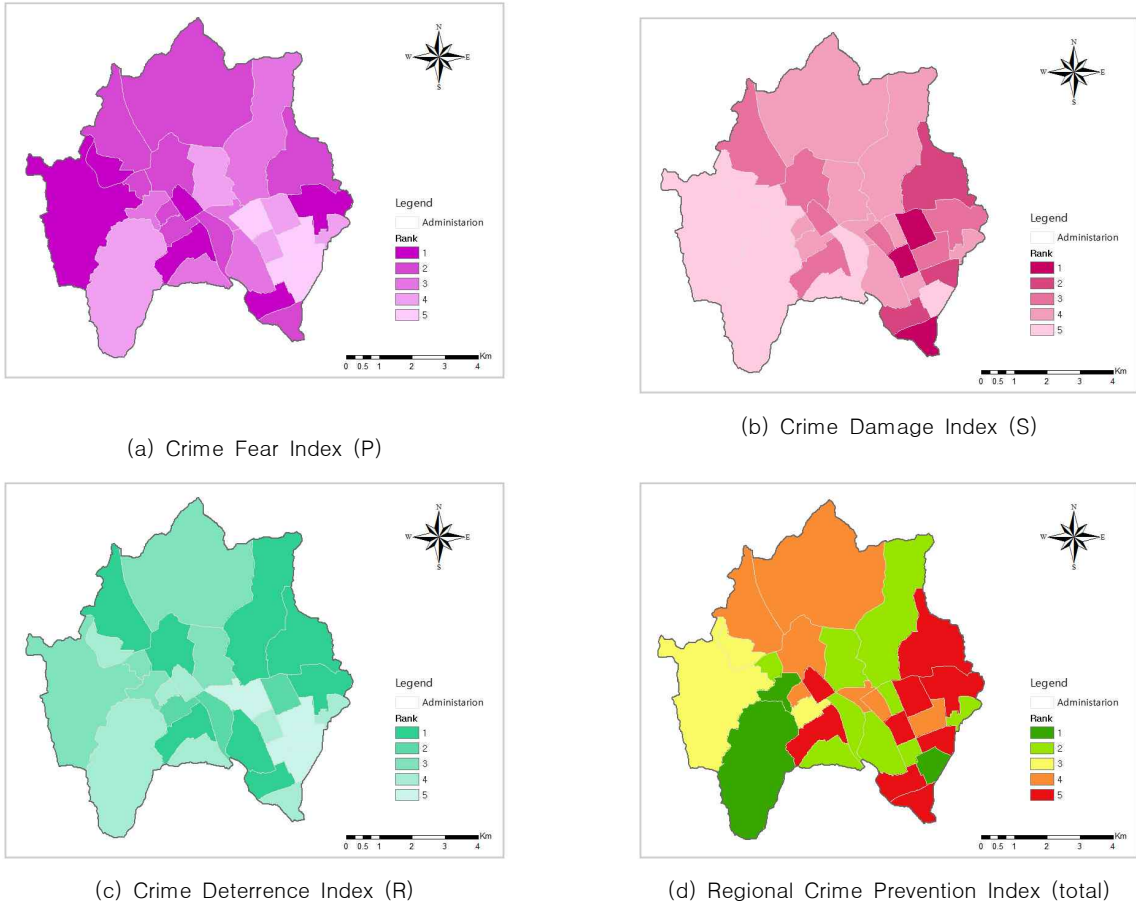 N
W E
S
Legend
Administarion
Rank
1
2
3
4
5
Km
0 0.5 1 2 3 4
(a) Crime Fear Index (P)
N
W E
S
Legend
Administarion
Rank
1
2
3
4
5
Km
0 0.5 1 2 3 4
(b) Crime Damage Index (S)
N
W E
S
Legend
Administarion
Rank
1
2
3
4
5
Km
0 0.5 1 2 3 4
(c) Crime Deterrence Index (R)
N
W E
S
Legend
Administarion
Rank
1
2
3
4
5
Km
0 0.5 1 2 3 4
(d) Regional Crime Prevention Index (total)